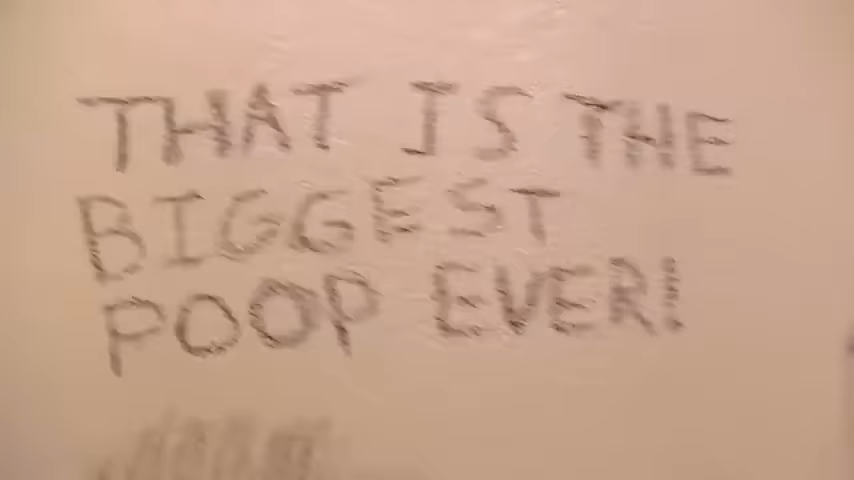 THAT IS THE
BIGGEST
POOP EVER!